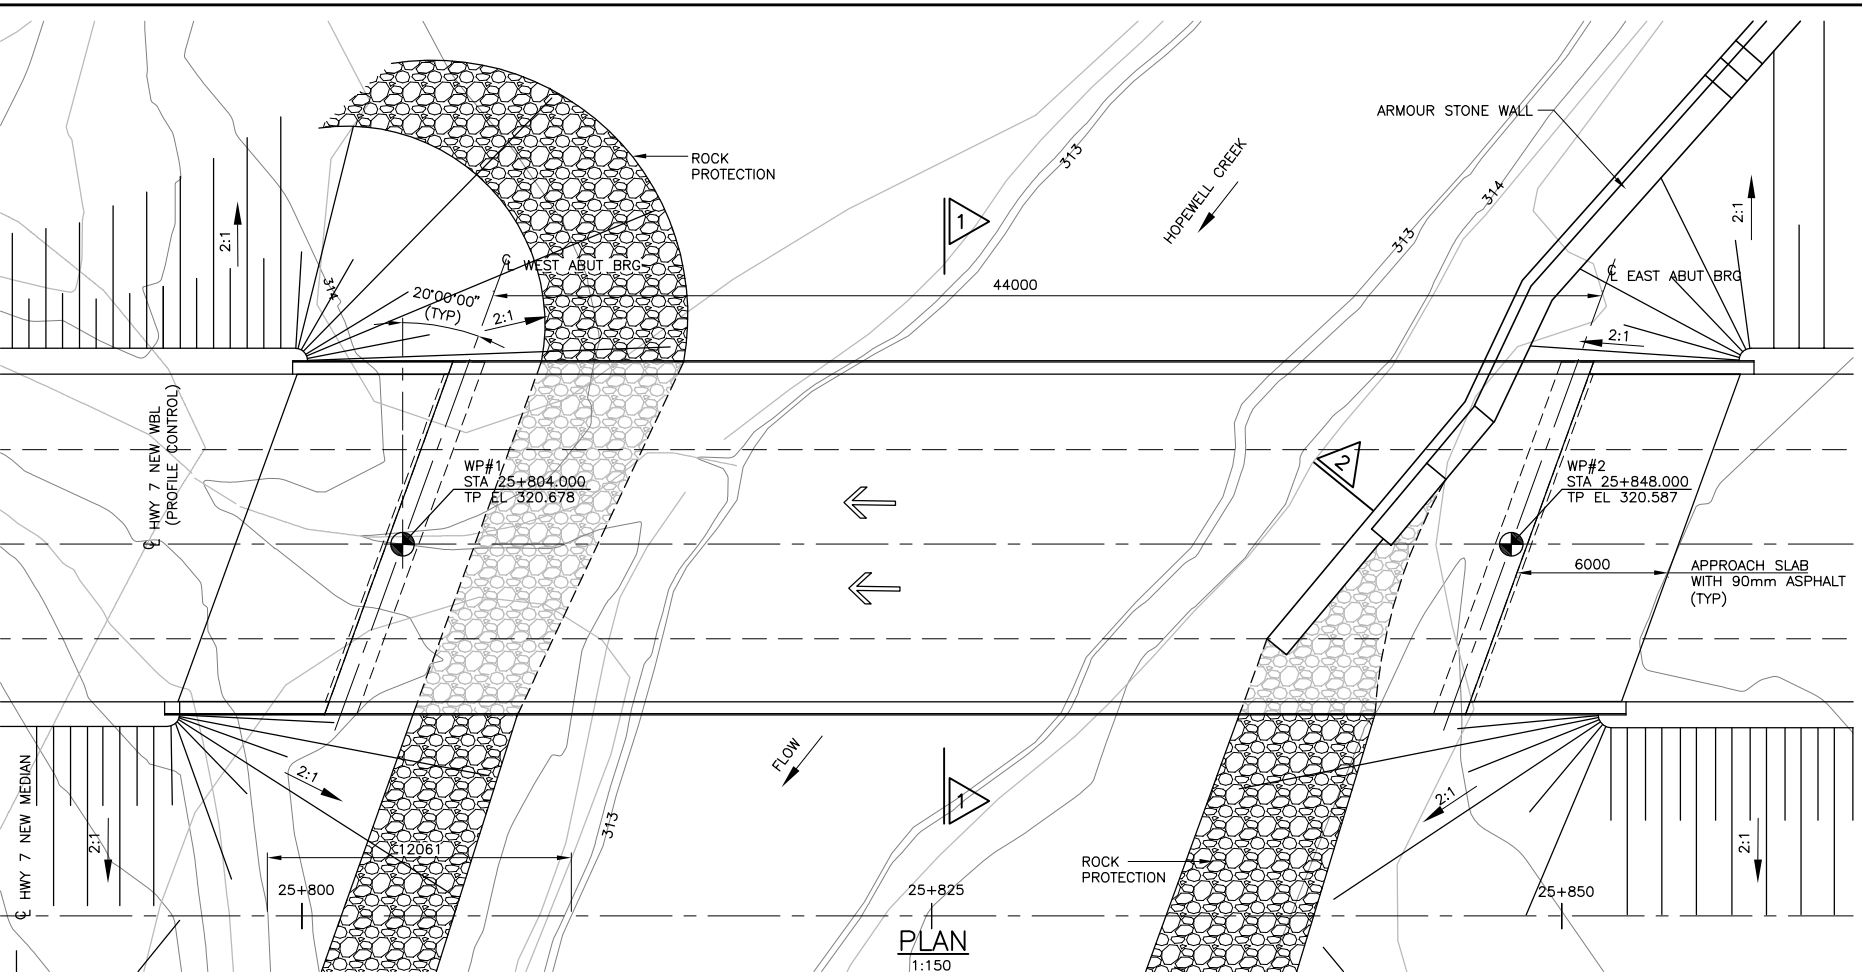 ARMOUR STONE WALL
ROCK
PROTECTION
313
HOPEWELL CREEK
314
313
1
2:1
2:1
℄ WEST ABUT BRG
℄ EAST ABUT BRG
314
20°00'00"
(TYP)
2:1
44000
2:1
℄ HWY 7 NEW WBL
(PROFILE CONTROL)
WP#1
STA 25+804.000
TP EL 320.678
2
WP#2
STA 25+848.000
TP EL 320.587
6000
APPROACH SLAB
WITH 90mm ASPHALT
(TYP)
℄ HWY 7 NEW MEDIAN
2:1
2:1
FLOW
1
313
2:1
2:1
12061
ROCK
PROTECTION
25+800
25+825
25+850
PLAN
1:150